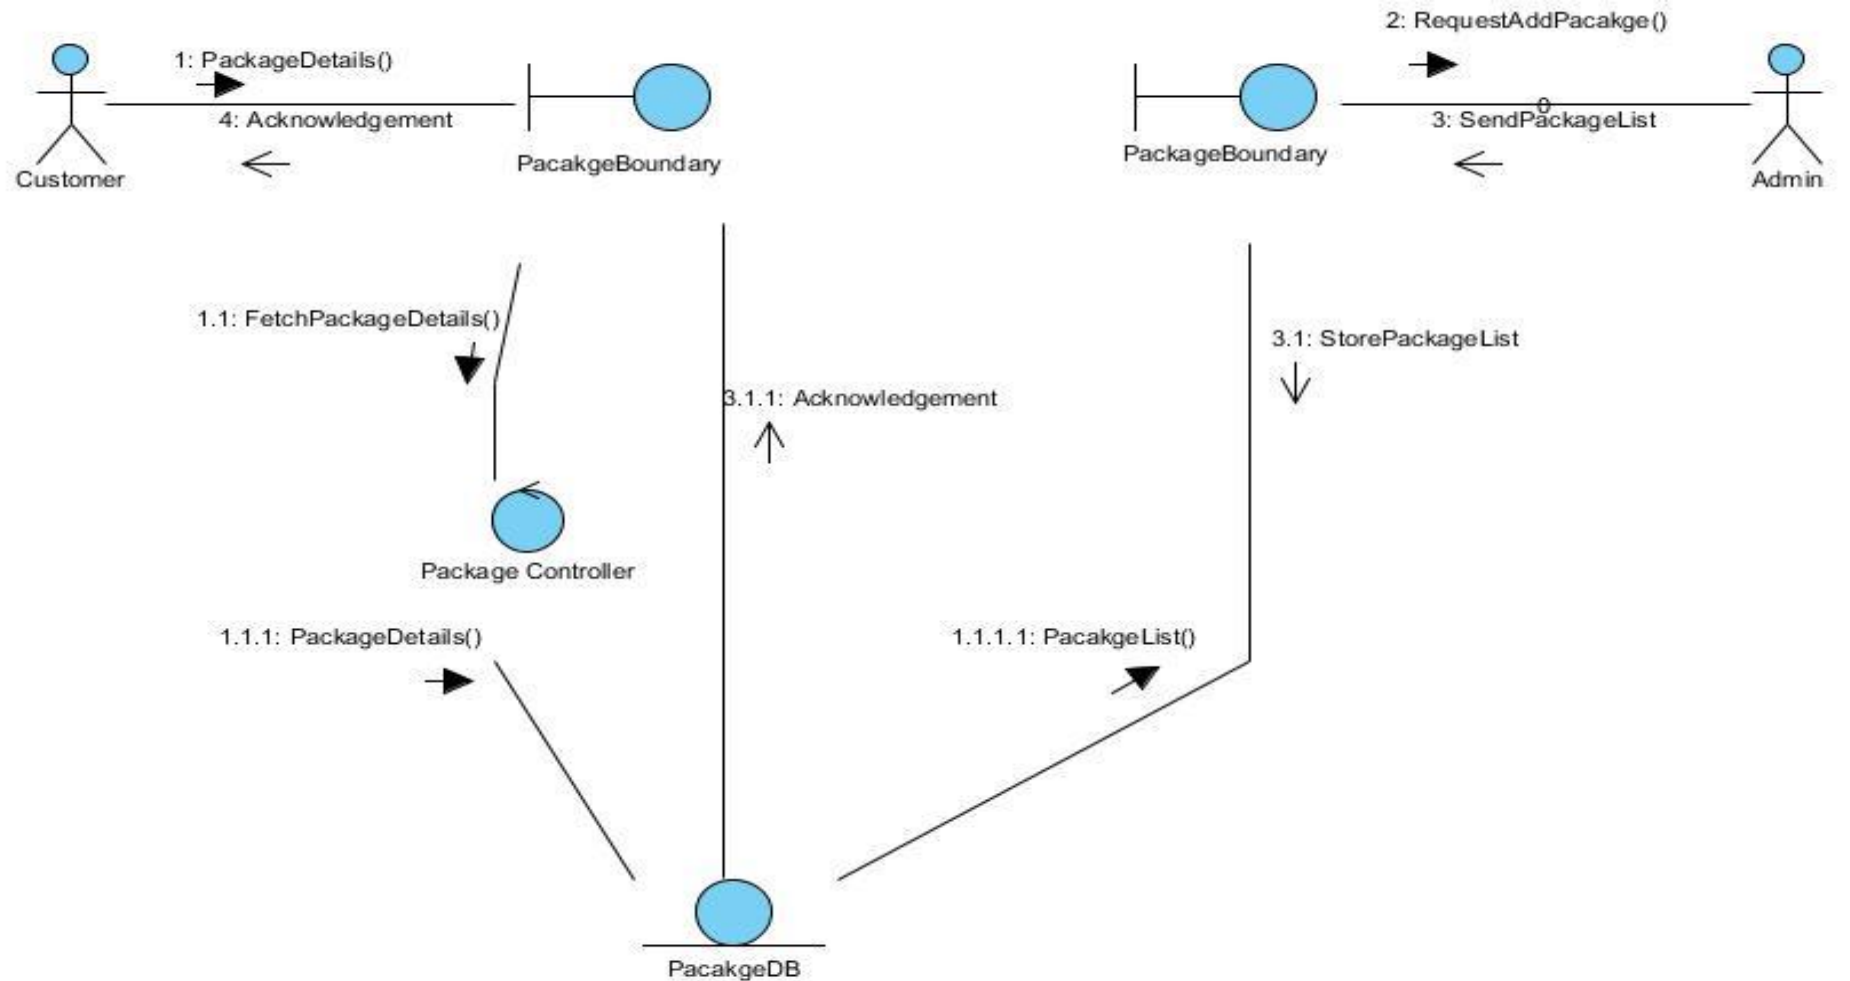 2: RequestAddPacakge()
1: PackageDetails()
0
4: Acknowledgement
3: SendPackageList
PacakgeBoundary
PackageBoundary
Customer
Admin
1.1: FetchPackageDetails()
3.1: StorePackageList
3.1.1: Acknowledgement
Package Controller
1.1.1: PackageDetails()
1.1.1.1: PacakgeList()
PacakgeDB